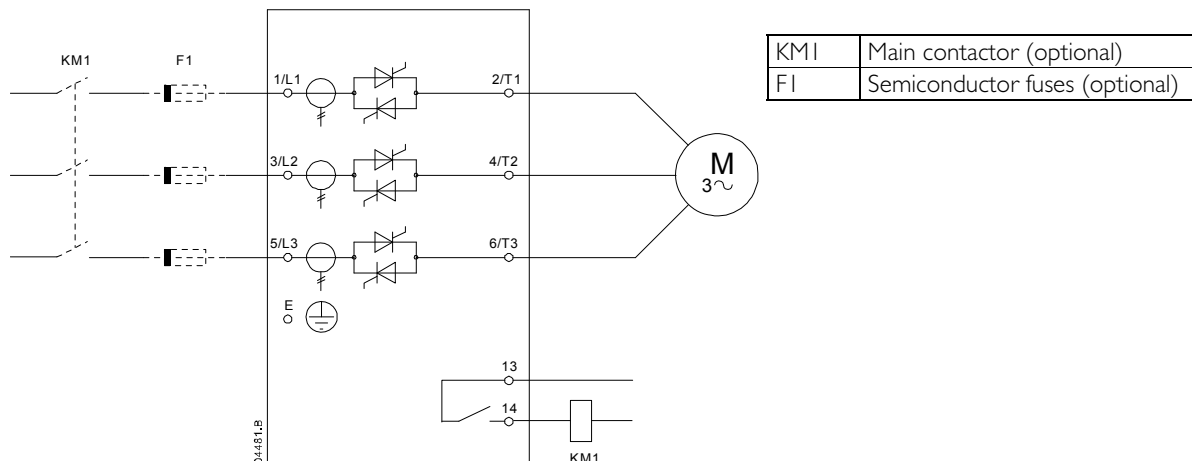 KM1 F1
1/L1 2/T1
3/L2 4/T2
5/L3 6/T3
M
3
E
13
14
KM1
04481.B
KM1 Main contactor (optional)
F1 Semiconductor fuses (optional)